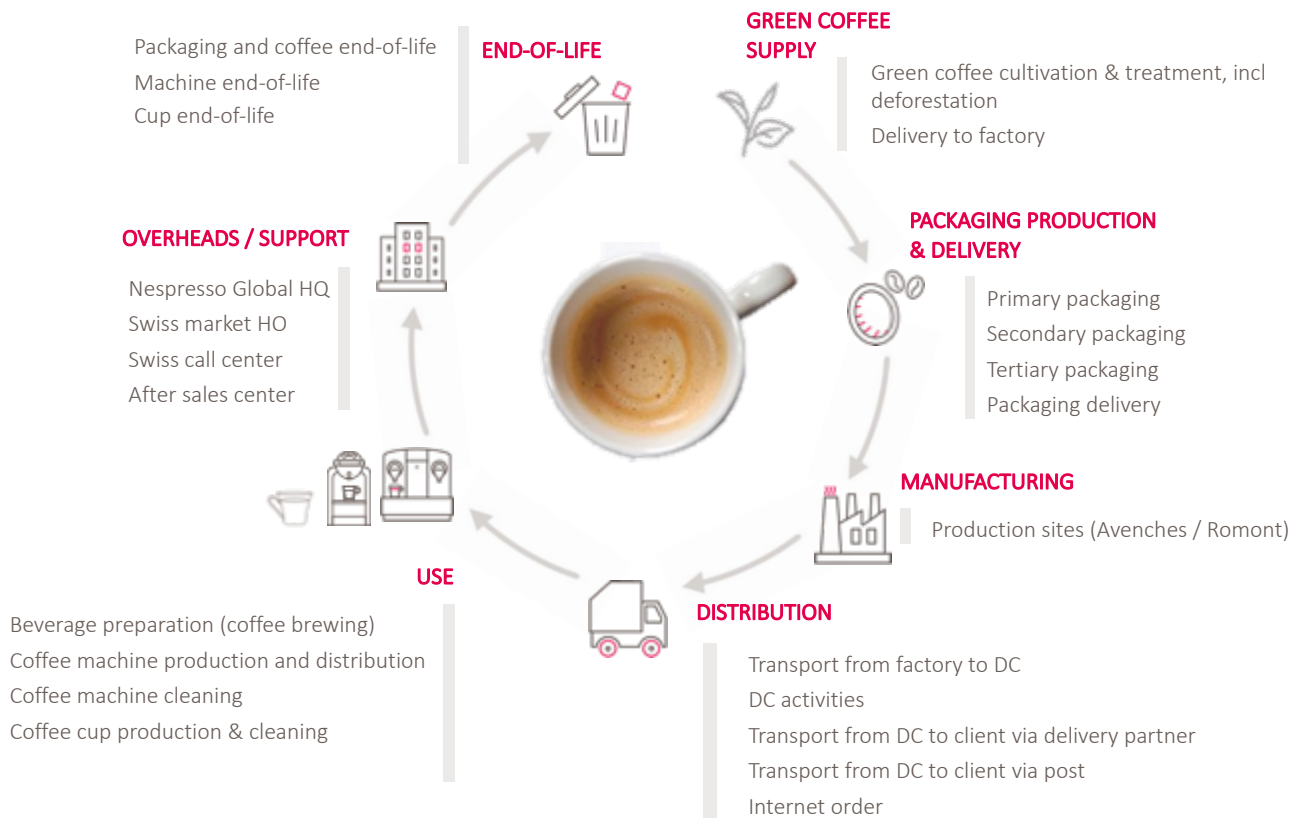 GREEN COFFEE
SUPPLY
Green coffee cultivation & treatment, incl
deforestation
Delivery to factory
PACKAGING PRODUCTION
& DELIVERY
Primary packaging
Secondary packaging
Tertiary packaging
Packaging delivery
MANUFACTURING
Production sites (Avenches / Romont)
DISTRIBUTION
Transport from factory to DC
DC activities
Transport from DC to client via delivery partner
Transport from DC to client via post
Internet order
USE
Beverage preparation (coffee brewing)
Coffee machine production and distribution
Coffee machine cleaning
Coffee cup production & cleaning
OVERHEADS / SUPPORT
Nespresso Global HQ
Swiss market HO
Swiss call center
After sales center
END-OF-LIFE
Packaging and coffee end-of-life
Machine end-of-life
Cup end-of-life